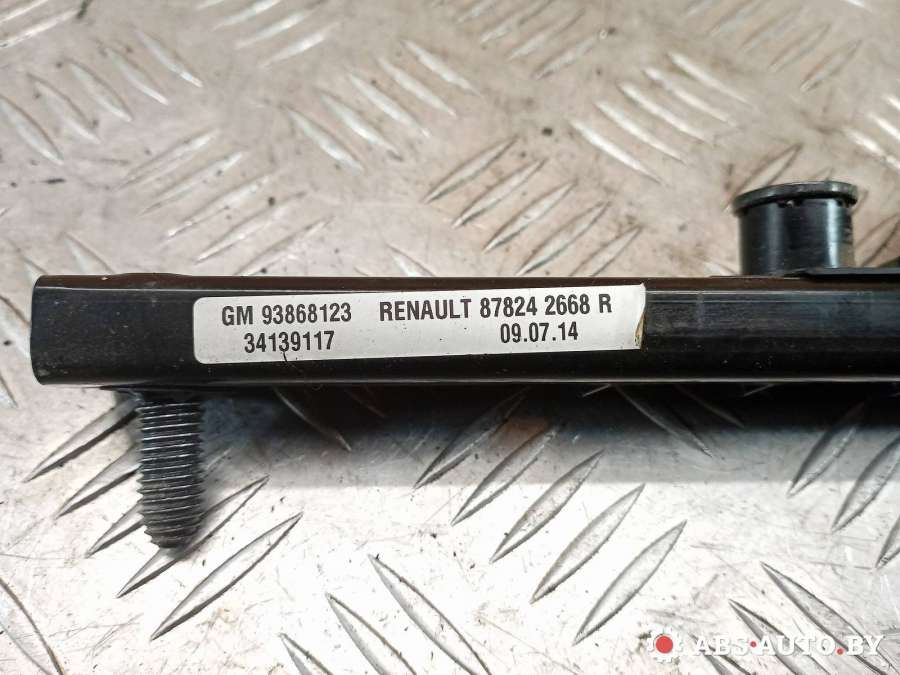 GM 93868123 RENAULT 87824 2668 R
34139117 09.07.14
ABS-AUTO.BY